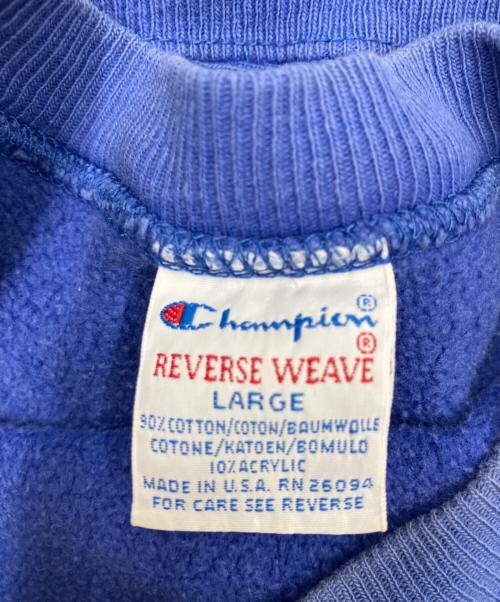 Champion®
REVERSE WEAVE®
LARGE
90% COTTON/COTON/BAUMWOLLE
COTONE/KATOEN/BOMULD
10% ACRYLIC
MADE IN U.S.A. RN 26094
FOR CARE SEE REVERSE